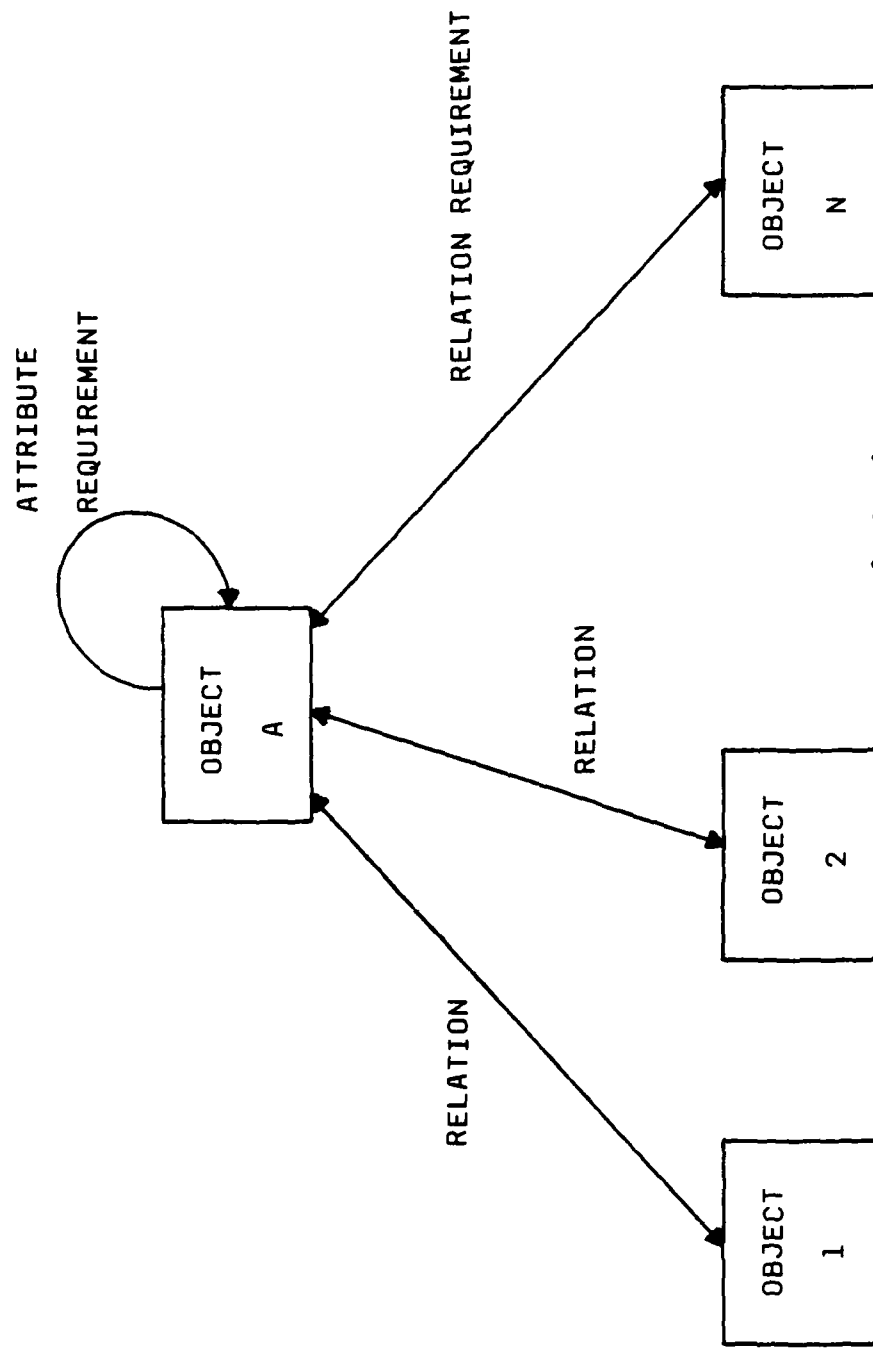 ATTRIBUTE
REQUIREMENT
OBJECT
A
RELATION
RELATION
RELATION REQUIREMENT
OBJECT
1
OBJECT
2
OBJECT
N